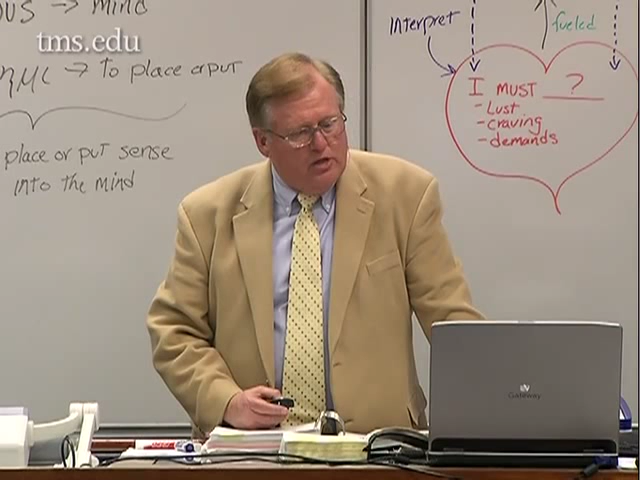 → MIND
tms.edu
→ to place or put
place or put sense
into the mind
Interpret
fueled
I MUST ?
- Lust
- craving
- demands
Gateway